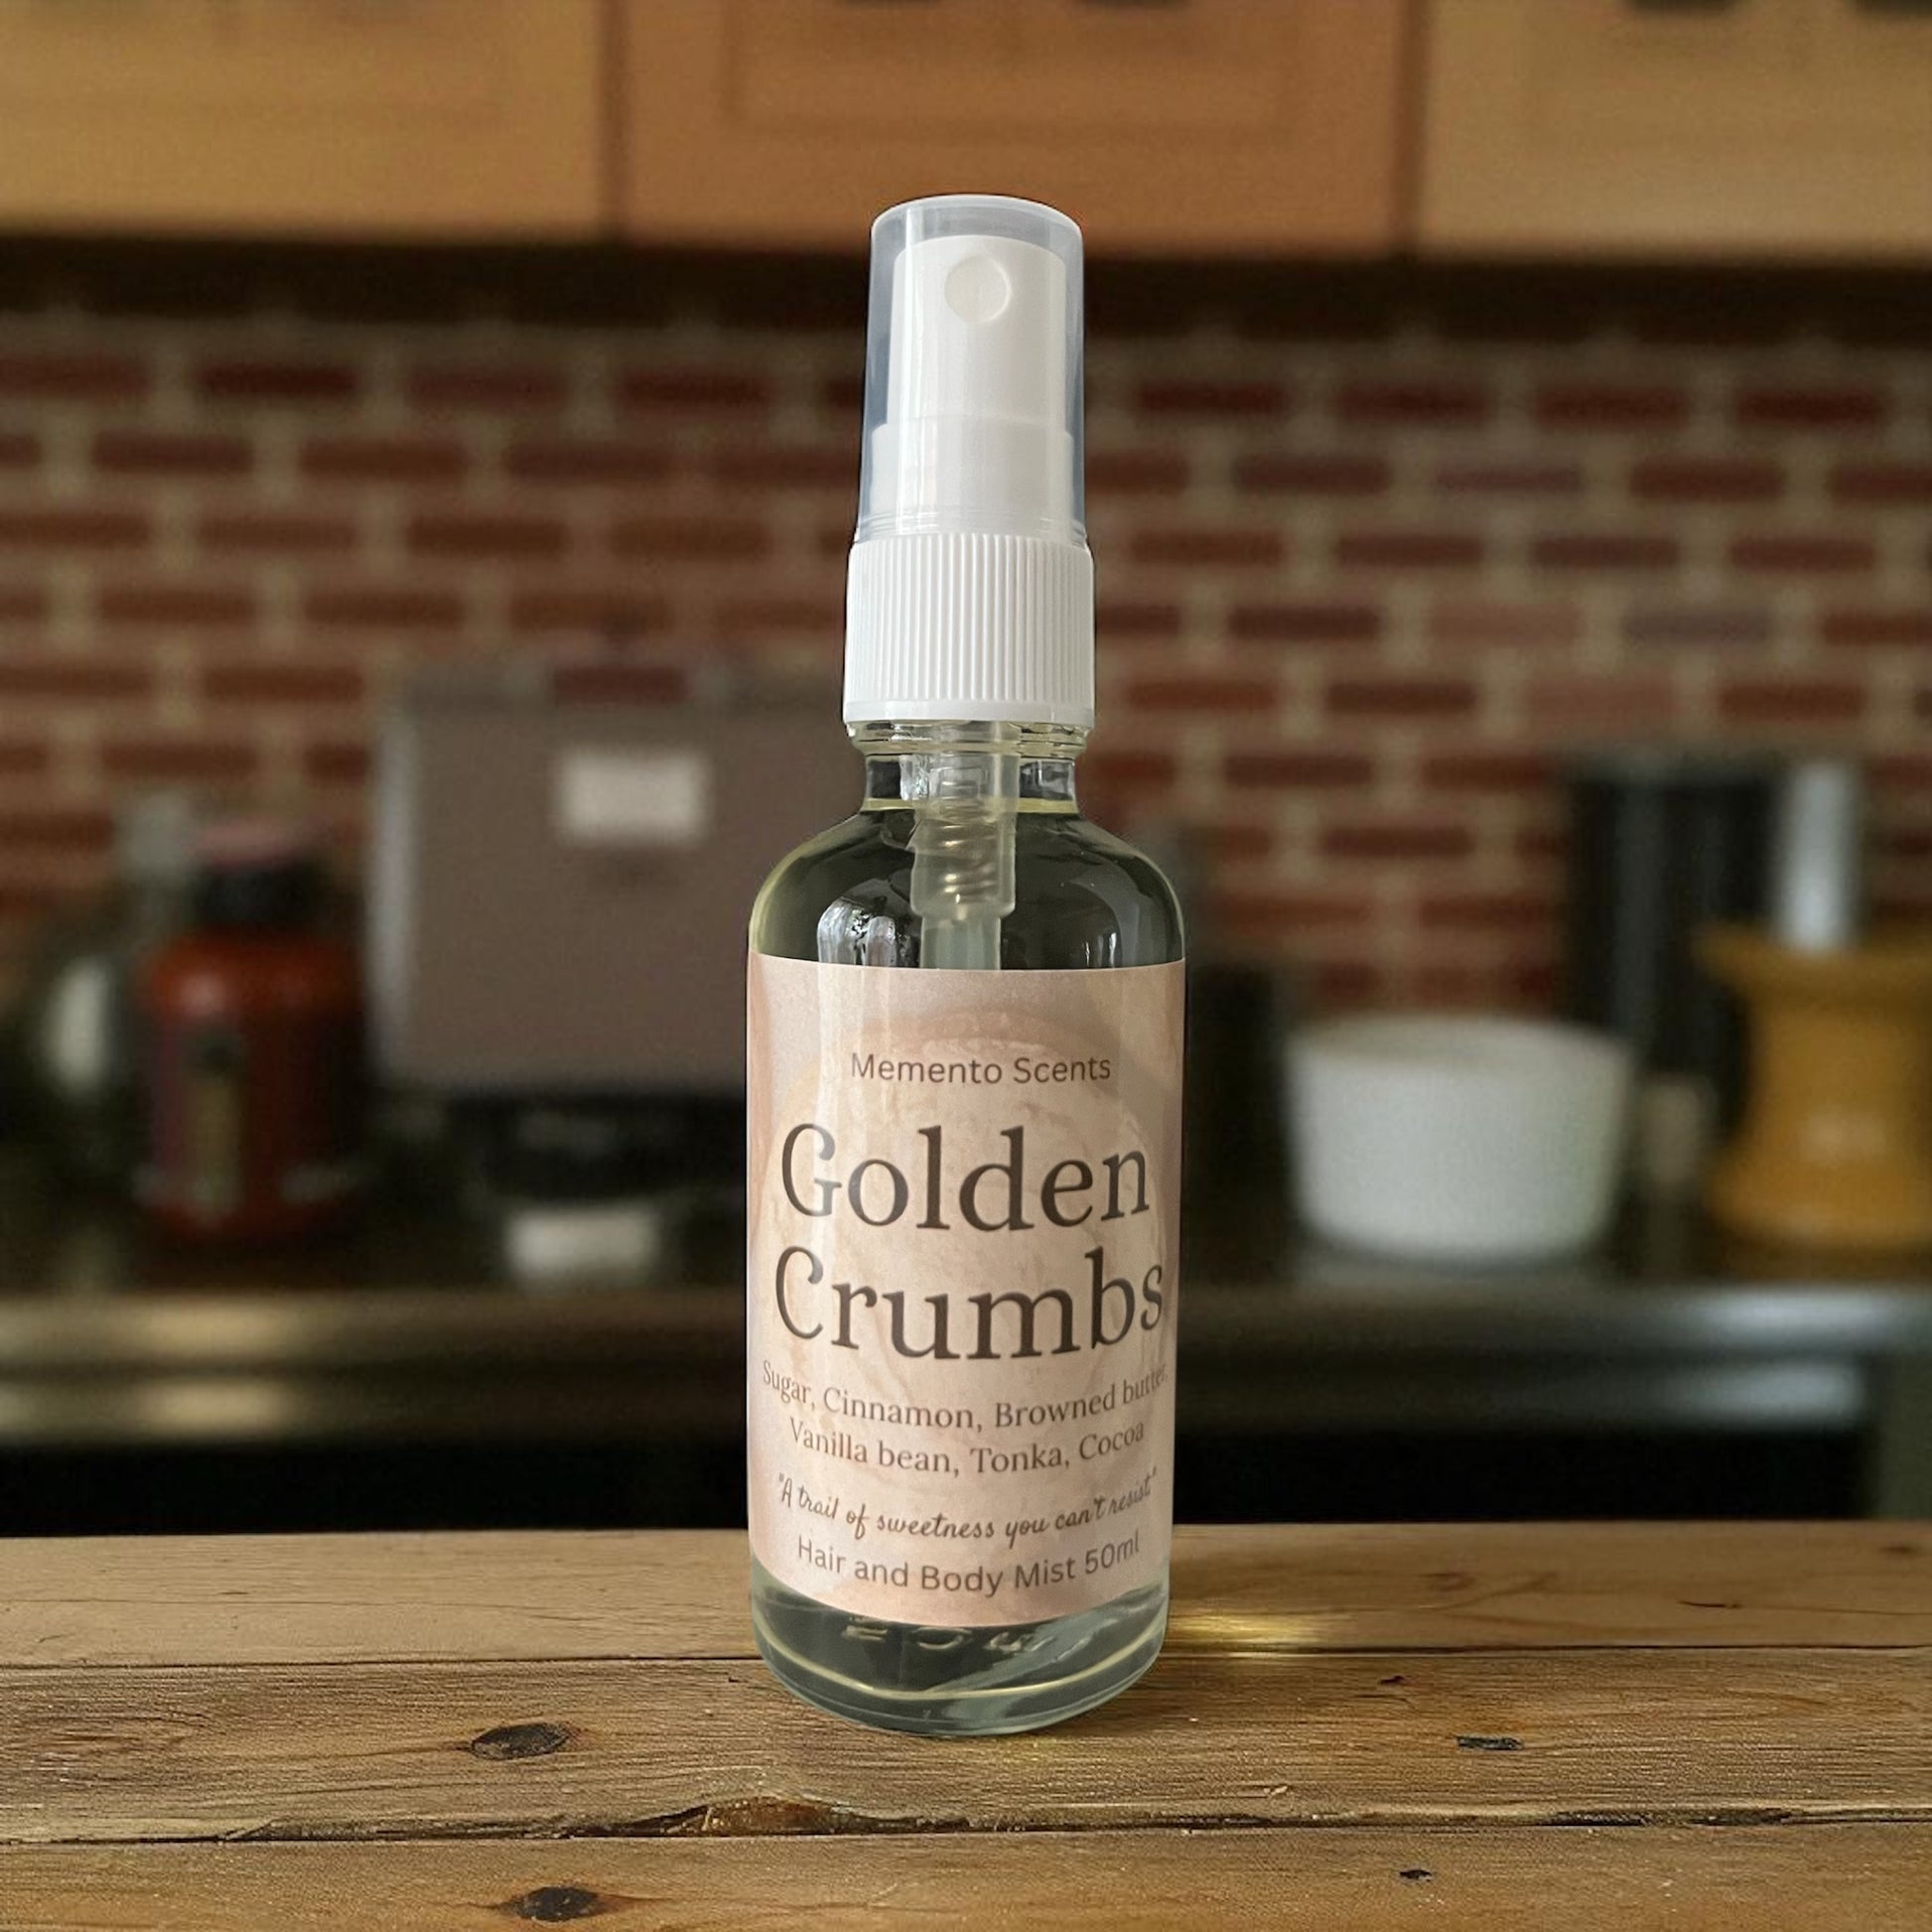 Memento Scents
Golden
Crumbs
Sugar, Cinnamon, Browned butter,
Vanilla bean, Tonka, Cocoa
"A trail of sweetness you can't resist."
Hair and Body Mist 50ml